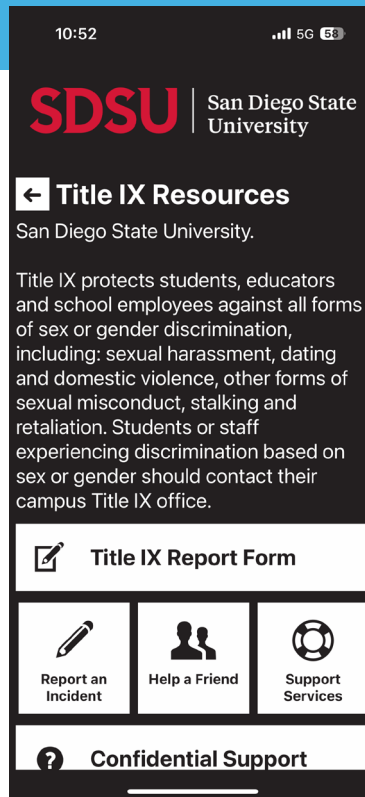 10:52
5G 58
SDSU
San Diego State
University
Title IX Resources
San Diego State University.
Title IX protects students, educators
and school employees against all forms
of sex or gender discrimination,
including: sexual harassment, dating
and domestic violence, other forms of
sexual misconduct, stalking and
retaliation. Students or staff
experiencing discrimination based on
sex or gender should contact their
campus Title IX office.
Title IX Report Form
Report an
Incident
Help a Friend
Support
Services
Confidential Support